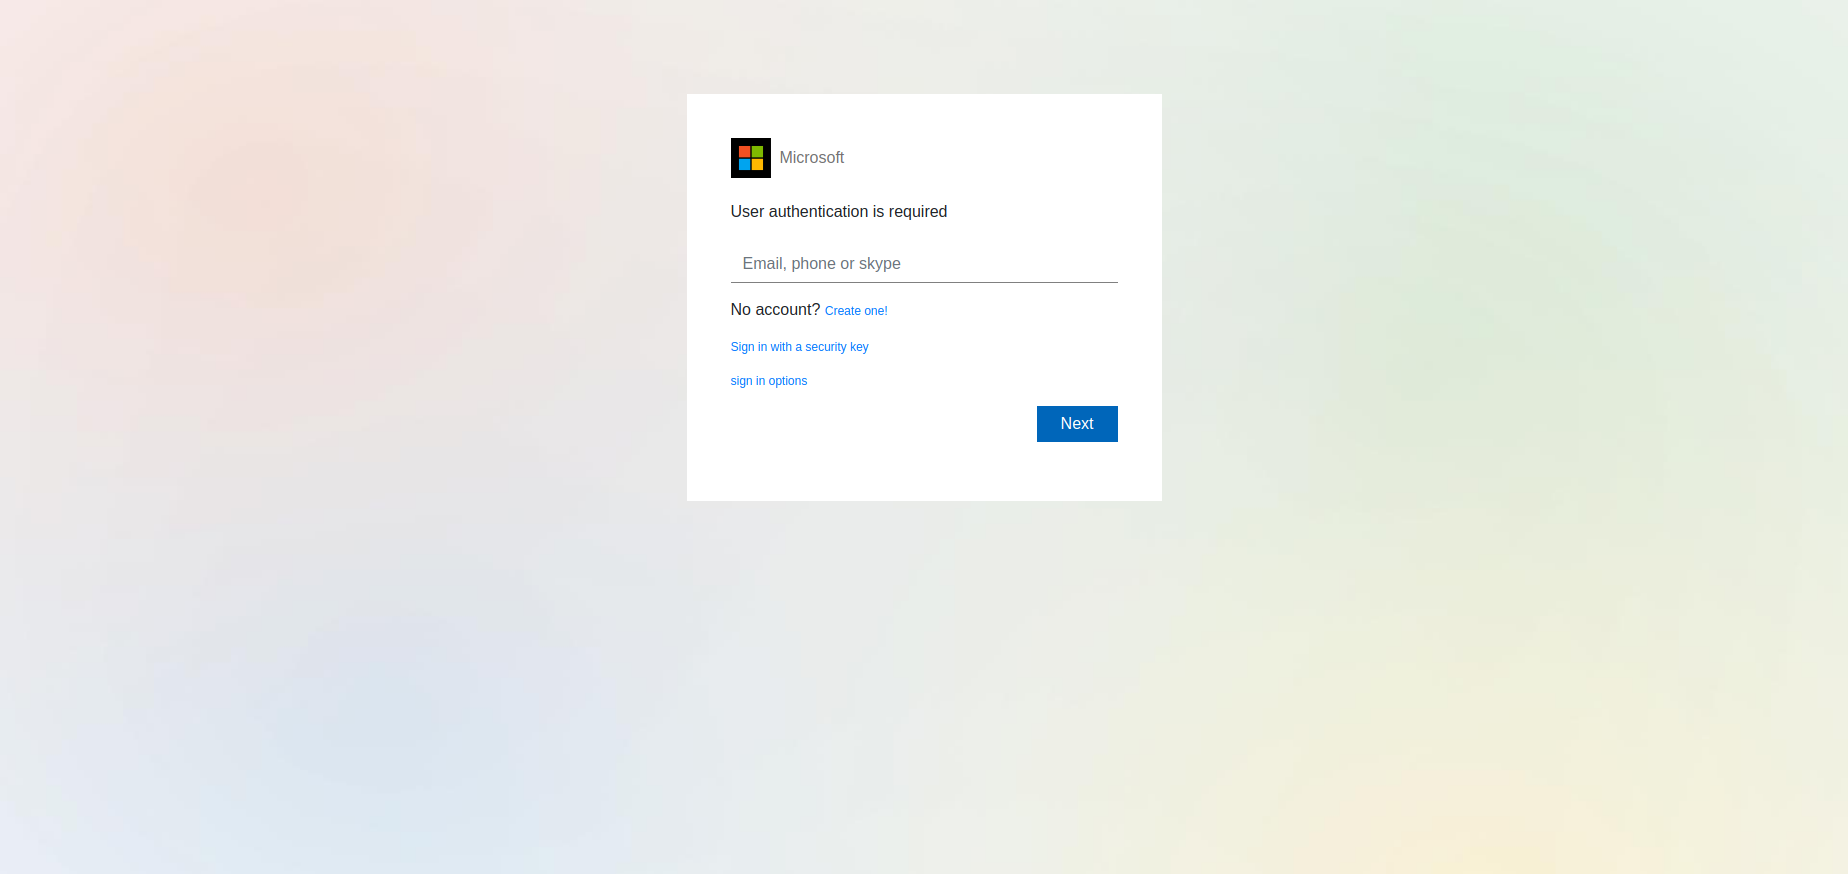 Microsoft
User authentication is required
Email, phone or skype
No account? Create one!
Sign in with a security key
sign in options
Next